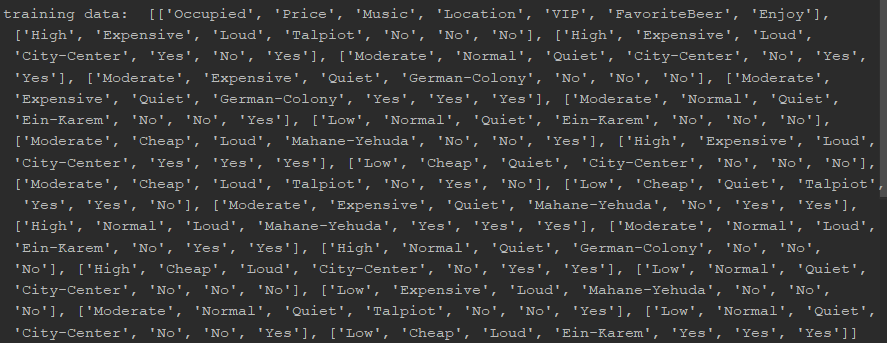 training data:  [['Occupied', 'Price', 'Music', 'Location', 'VIP', 'FavoriteBeer', 'Enjoy'],
['High', 'Expensive', 'Loud', 'Talpiot', 'No', 'No', 'No'], ['High', 'Expensive', 'Loud',
'City-Center', 'Yes', 'No', 'Yes'], ['Moderate', 'Normal', 'Quiet', 'City-Center', 'No', 'Yes',
'Yes'], ['Moderate', 'Expensive', 'Quiet', 'German-Colony', 'No', 'No', 'No'], ['Moderate',
'Expensive', 'Quiet', 'German-Colony', 'Yes', 'Yes', 'Yes'], ['Moderate', 'Normal', 'Quiet',
'Ein-Karem', 'No', 'No', 'Yes'], ['Low', 'Normal', 'Quiet', 'Ein-Karem', 'No', 'No', 'No'],
['Moderate', 'Cheap', 'Loud', 'Mahane-Yehuda', 'No', 'No', 'Yes'], ['High', 'Expensive', 'Loud',
'City-Center', 'Yes', 'Yes', 'Yes'], ['Low', 'Cheap', 'Quiet', 'City-Center', 'No', 'No', 'No'],
['Moderate', 'Cheap', 'Loud', 'Talpiot', 'No', 'Yes', 'No'], ['Low', 'Cheap', 'Quiet', 'Talpiot',
'Yes', 'Yes', 'No'], ['Moderate', 'Expensive', 'Quiet', 'Mahane-Yehuda', 'No', 'Yes', 'Yes'],
['High', 'Normal', 'Loud', 'Mahane-Yehuda', 'Yes', 'Yes', 'Yes'], ['Moderate', 'Normal', 'Loud',
'Ein-Karem', 'No', 'Yes', 'Yes'], ['High', 'Normal', 'Quiet', 'German-Colony', 'No', 'No',
'No'], ['High', 'Cheap', 'Loud', 'City-Center', 'No', 'Yes', 'Yes'], ['Low', 'Normal', 'Quiet',
'City-Center', 'No', 'No', 'No'], ['Low', 'Expensive', 'Loud', 'Mahane-Yehuda', 'No', 'No',
'No'], ['Moderate', 'Normal', 'Quiet', 'Talpiot', 'No', 'No', 'Yes'], ['Low', 'Normal', 'Quiet',
'City-Center', 'No', 'No', 'Yes'], ['Low', 'Cheap', 'Loud', 'Ein-Karem', 'Yes', 'Yes', 'Yes']]